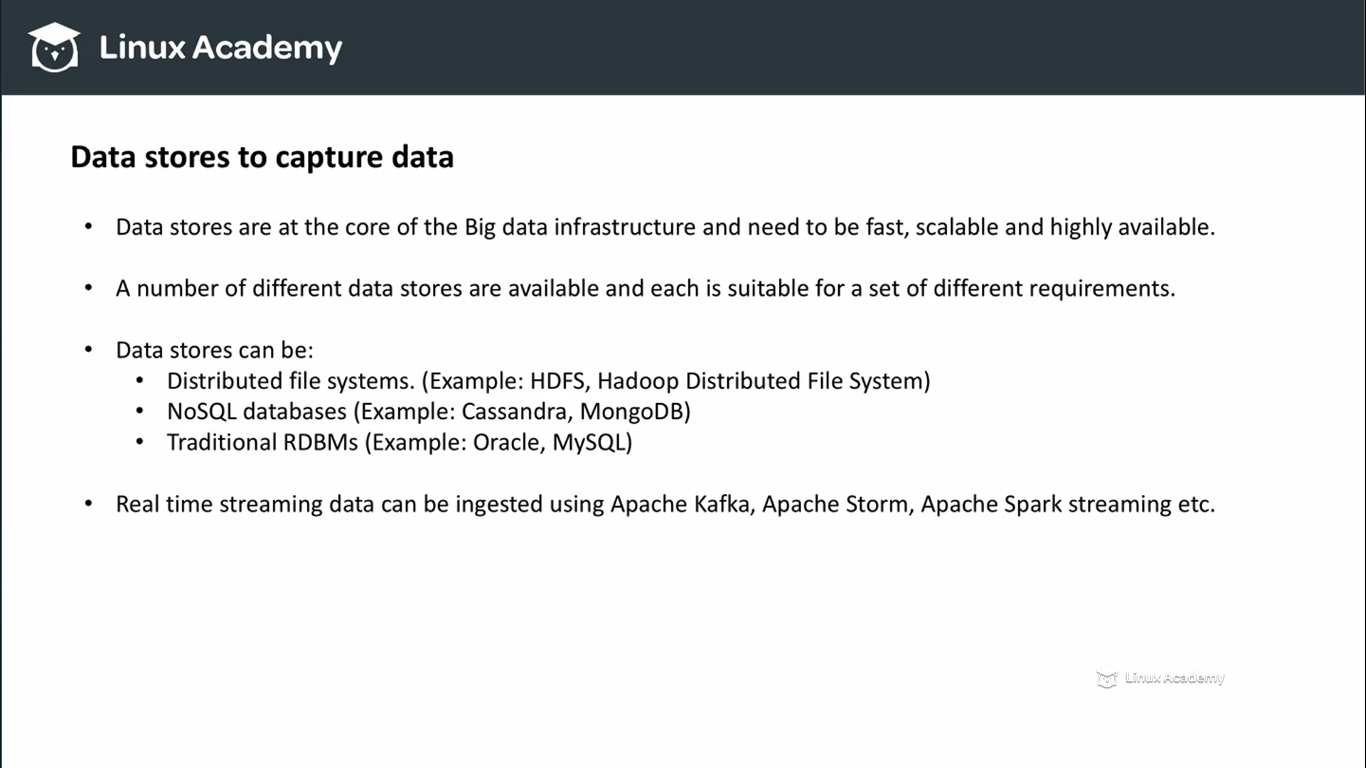 Linux Academy
Data stores to capture data
• Data stores are at the core of the Big data infrastructure and need to be fast, scalable and highly available.
• A number of different data stores are available and each is suitable for a set of different requirements.
• Data stores can be:
• Distributed file systems. (Example: HDFS, Hadoop Distributed File System)
• NoSQL databases (Example: Cassandra, MongoDB)
• Traditional RDBMs (Example: Oracle, MySQL)
• Real time streaming data can be ingested using Apache Kafka, Apache Storm, Apache Spark streaming etc.
Linux Academy